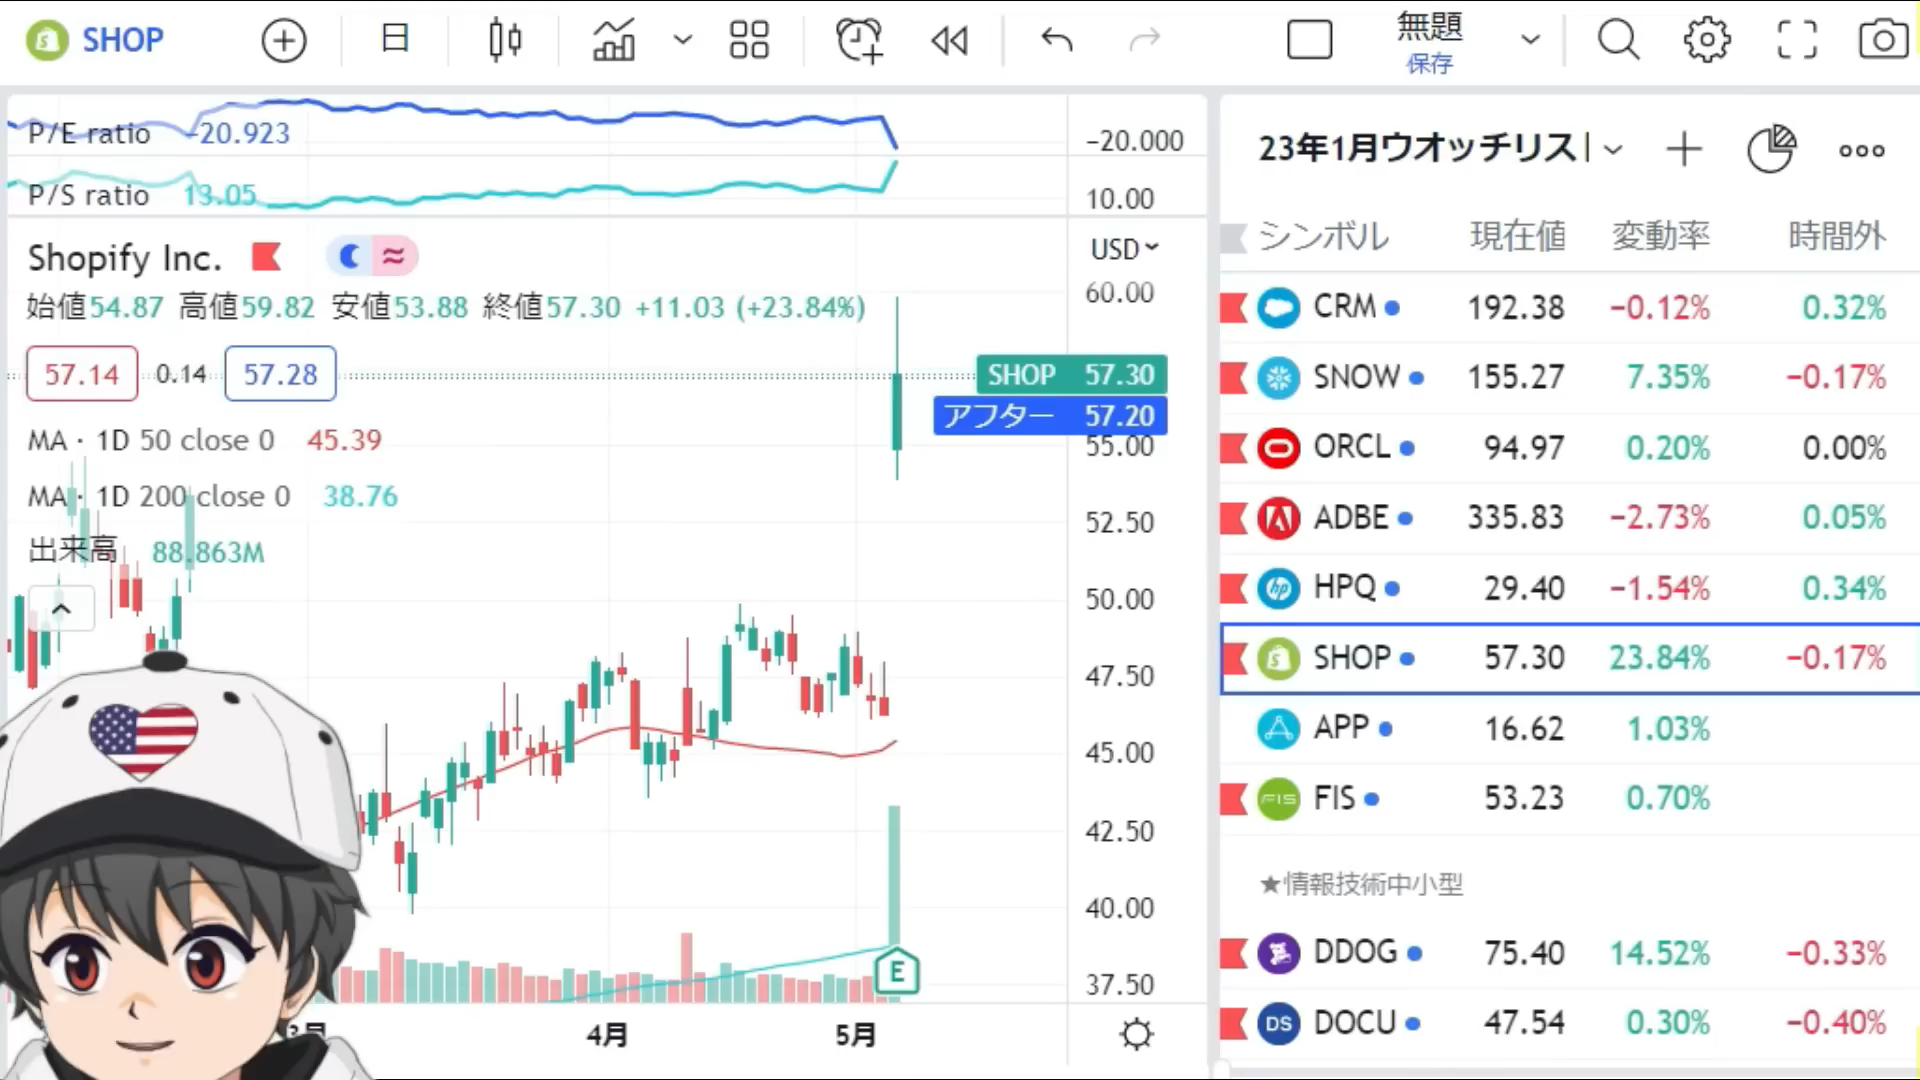 SHOP
日
無題
保存
P/E ratio -20.923
-20.000
P/S ratio 13.05
10.00
Shopify Inc.
USD
始値54.87 高値59.82 安値53.88 終値57.30 +11.03 (+23.84%)
60.00
57.14 0.14 57.28
SHOP 57.30
アフター 57.20
55.00
MA · 1D 50 close 0 45.39
MA · 1D 200 close 0 38.76
出来高 88.863M
52.50
50.00
47.50
45.00
42.50
40.00
37.50
E
3月 4月 5月
23年1月ウオッチリスト
シンボル 現在値 変動率 時間外
CRM 192.38 −0.12% 0.32%
SNOW 155.27 7.35% −0.17%
ORCL 94.97 0.20% 0.00%
ADBE 335.83 −2.73% 0.05%
hp HPQ 29.40 −1.54% 0.34%
SHOP 57.30 23.84% −0.17%
APP 16.62 1.03%
FIS FIS 53.23 0.70%
★情報技術中小型
DDOG 75.40 14.52% −0.33%
DS DOCU 47.54 0.30% −0.40%